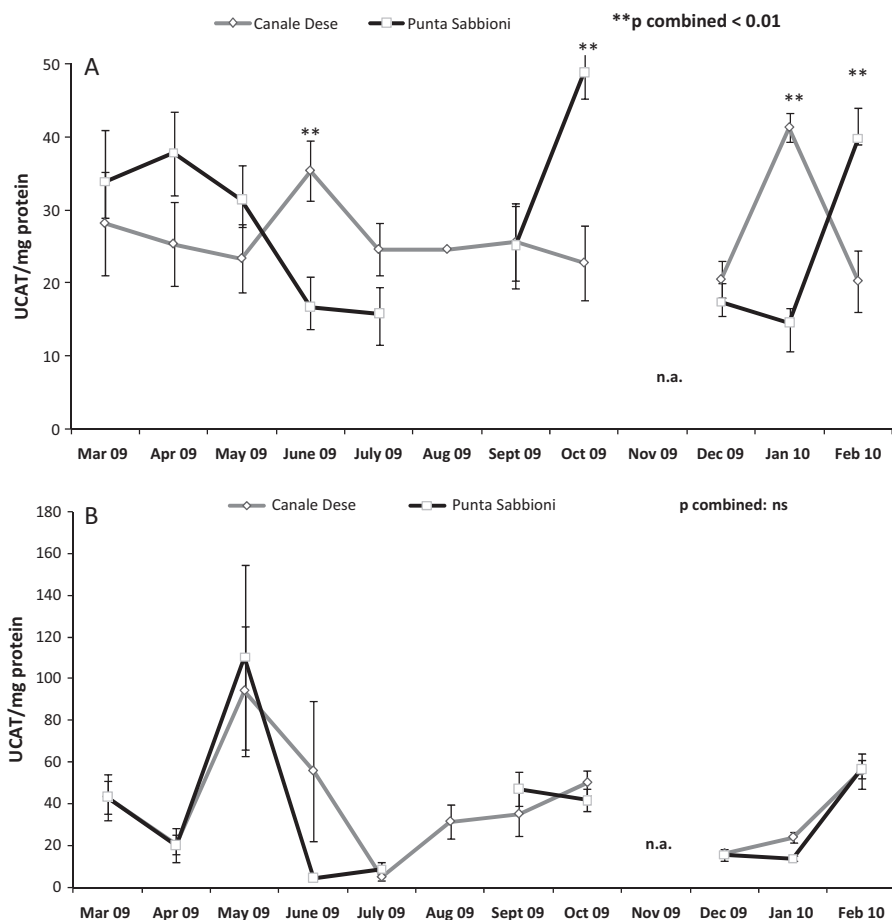 Canale Dese Punta Sabbioni **p combined < 0.01
A
UCAT/mg protein
50
40
30
20
10
0
** ** ** **
n.a.
Mar 09 Apr 09 May 09 June 09 July 09 Aug 09 Sept 09 Oct 09 Nov 09 Dec 09 Jan 10 Feb 10
Canale Dese Punta Sabbioni p combined: ns
B
UCAT/mg protein
180
160
140
120
100
80
60
40
20
0
n.a.
Mar 09 Apr 09 May 09 June 09 July 09 Aug 09 Sept 09 Oct 09 Nov 09 Dec 09 Jan 10 Feb 10